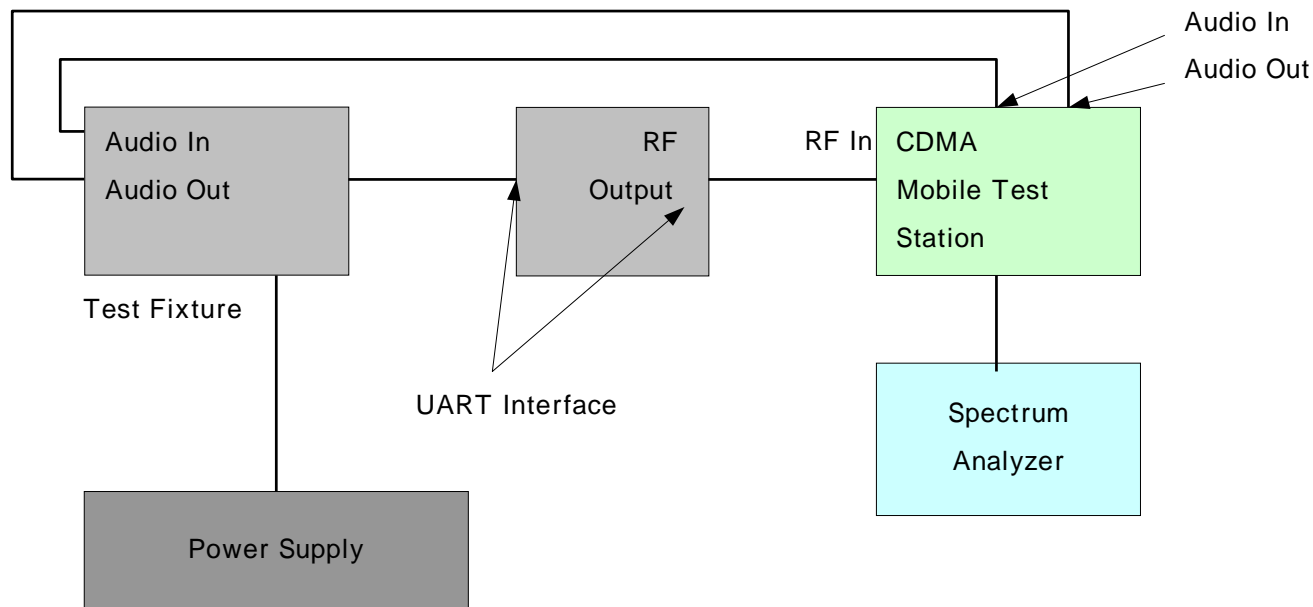 Audio In
Audio Out
Audio In
Audio Out
RF
Output
RF In
CDMA
Mobile Test
Station
Test Fixture
UART Interface
Spectrum
Analyzer
Power Supply